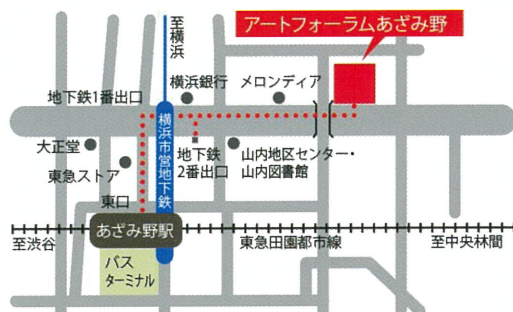 アートフォーラムあざみ野
至横浜
横浜銀行
メロンディア
地下鉄1番出口
大正堂
東急ストア
横浜市営地下鉄
地下鉄
2番出口
山内地区センター・
山内図書館
東口
あざみ野駅
至渋谷
東急田園都市線
至中央林間
バス
ターミナル